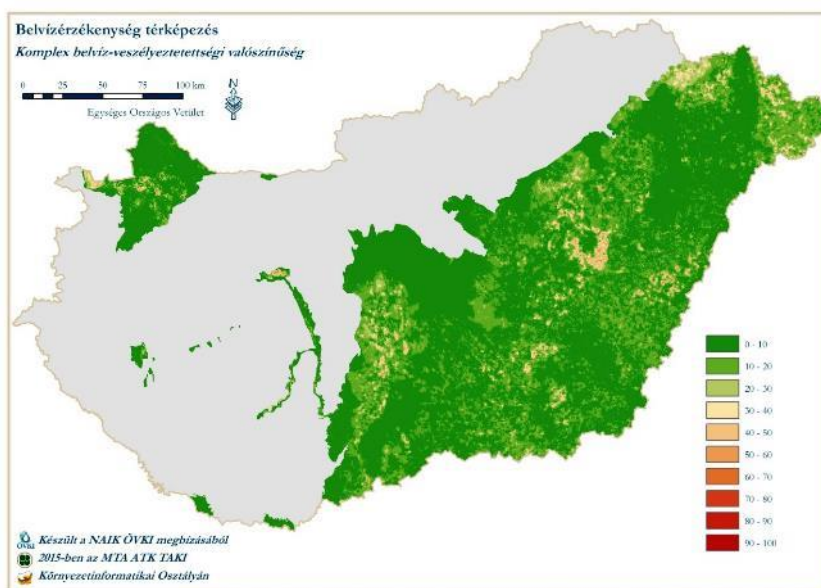 Belvízérzékenység térképezés
Komplex belvíz-veszélyeztetettségi valószínűség
0 25 50 75 100 km
N
Egységes Országos Vetület
0 - 10
10 - 20
20 - 30
30 - 40
40 - 50
50 - 60
60 - 70
70 - 80
80 - 90
90 - 100
ÖVKI
Készült a NAIK ÖVKI megbízásából
2015-ben az MTA ATK TAKI
Környezetinformatikai Osztályán